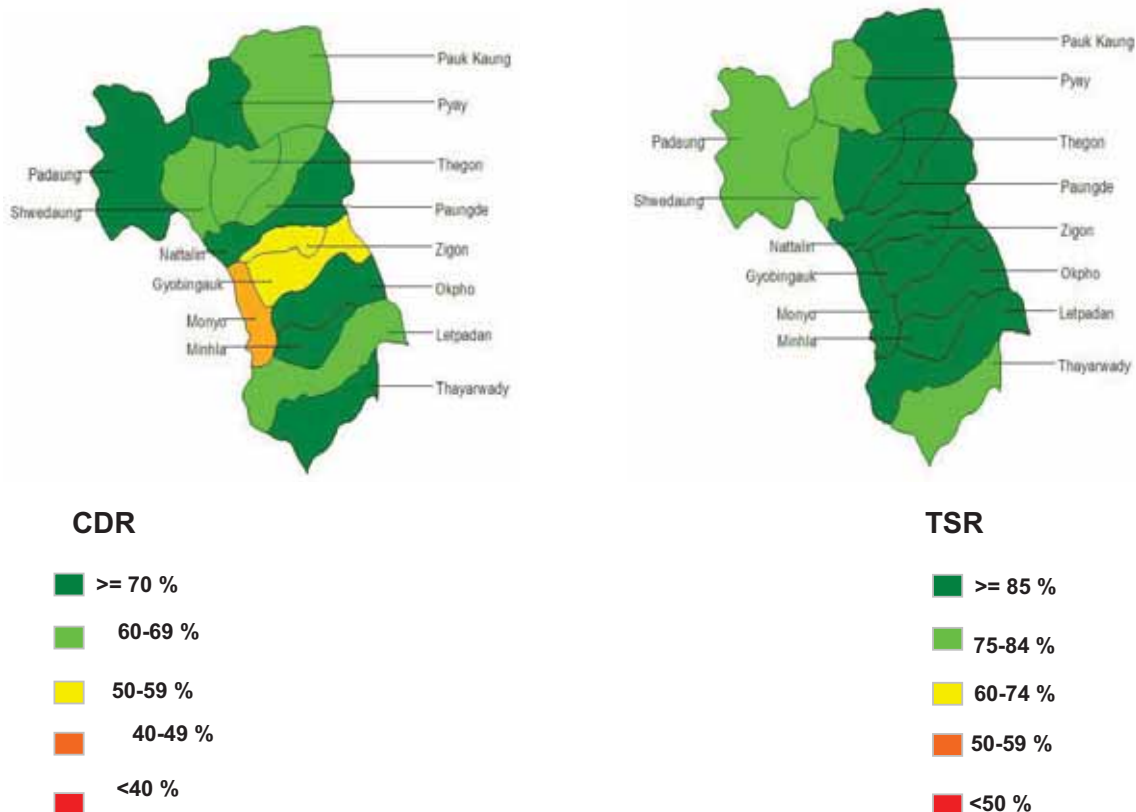 Pauk Kaung
Pyay
Padaung
Thegon
Shwedaung
Paungde
Nattalin
Zigon
Gyobingauk
Okpho
Monyo
Letpadan
Minhla
Thayarwady
Pauk Kaung
Pyay
Padaung
Thegon
Paungde
Shwedaung
Zigon
Nattalin
Okpho
Gyobingauk
Monyo
Letpadan
Minhla
Thayarwady
CDR
>= 70 %
60-69 %
50-59 %
40-49 %
<40 %
TSR
>= 85 %
75-84 %
60-74 %
50-59 %
<50 %